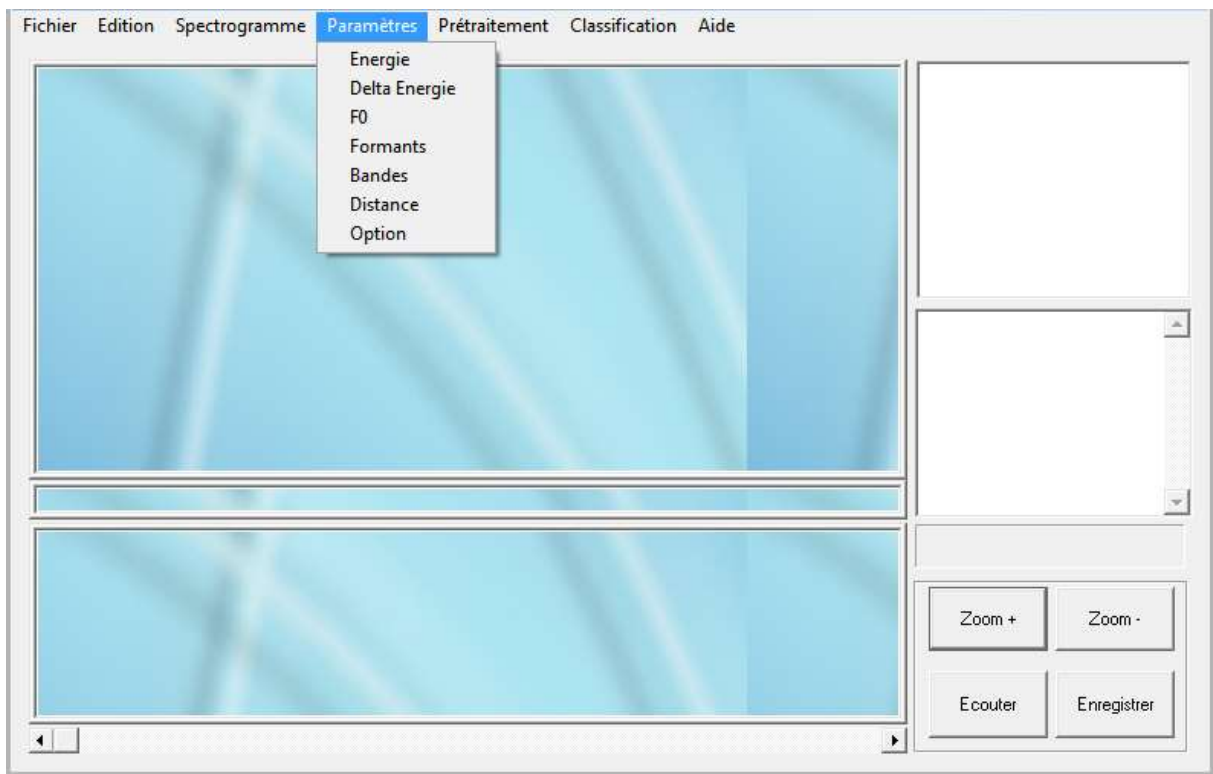 Fichier Edition Spectrogramme Paramètres Prétraitement Classification Aide
Energie
Delta Energie
F0
Formants
Bandes
Distance
Option
Zoom + Zoom -
Ecouter Enregistrer